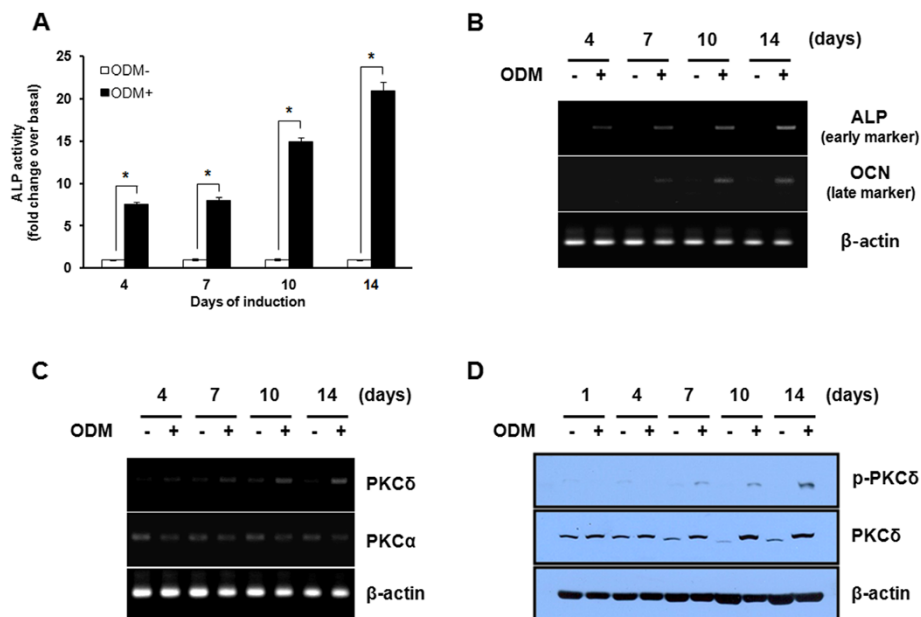 A
ALP activity
(fold change over basal)
25
20
15
10
5
0
ODM-
ODM+
*
*
*
*
4 7 10 14
Days of induction
B
4 7 10 14 (days)
ODM - + - + - + - +
ALP
(early marker)
OCN
(late marker)
β-actin
C
4 7 10 14 (days)
ODM - + - + - + - +
PKCδ
PKCα
β-actin
D
1 4 7 10 14 (days)
ODM - + - + - + - + - +
p-PKCδ
PKCδ
β-actin